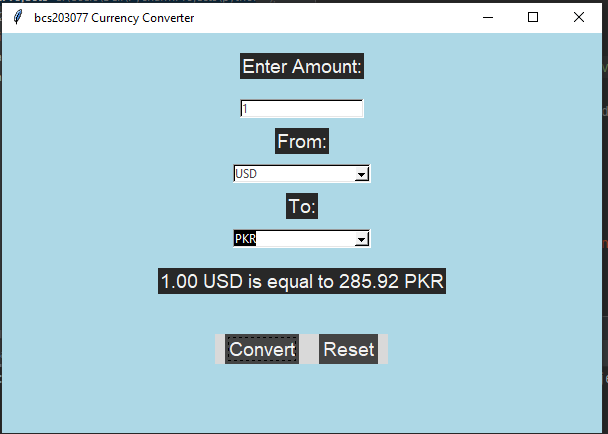 bcs203077 Currency Converter
Enter Amount:
1
From:
USD
To:
PKR
1.00 USD is equal to 285.92 PKR
Convert Reset